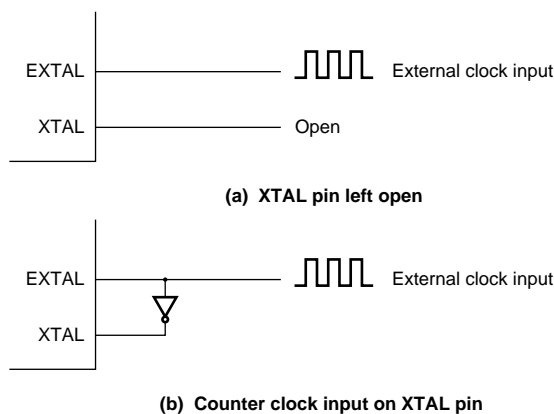 EXTAL External clock input
XTAL Open
(a) XTAL pin left open
EXTAL External clock input
XTAL
(b) Counter clock input on XTAL pin